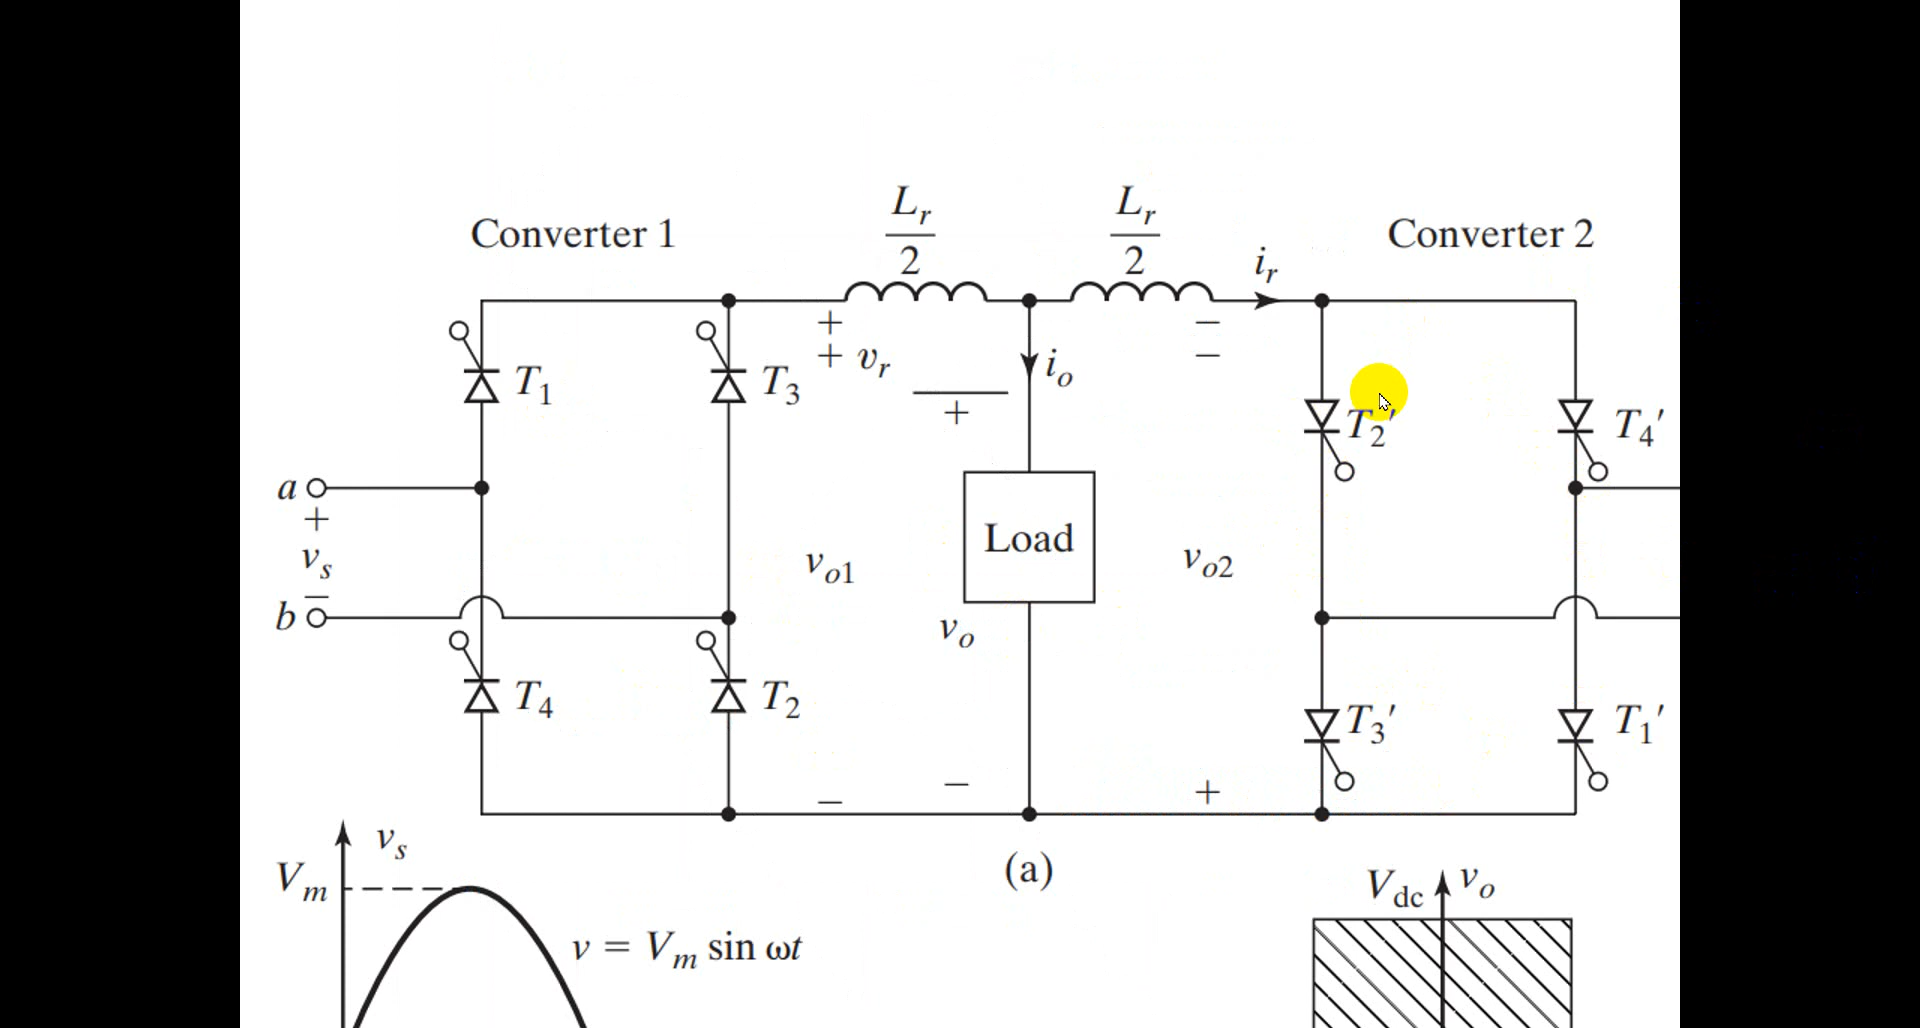 Converter 1
Lr/2
Lr/2
ir
Converter 2
+ −
+ vr −
T1
T3
io
+
T2′
T4′
a
+
vs
−
b
vo1
Load
vo2
vo
T4
T2
T3′
T1′
− − +
(a)
vs
Vm
v = Vm sin ωt
Vdc vo